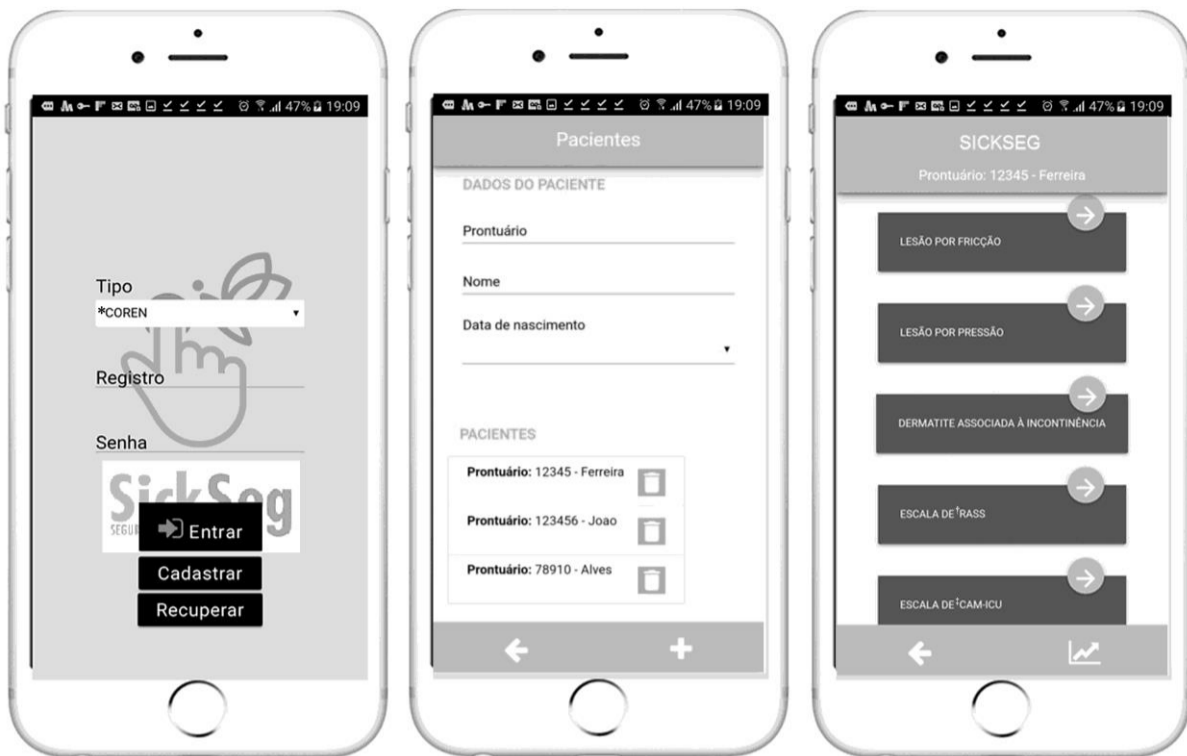 47% 19:09
Tipo
*COREN
Registro
Senha
SickSeg
Entrar
Cadastrar
Recuperar
47% 19:09
Pacientes
DADOS DO PACIENTE
Prontuário
Nome
Data de nascimento
PACIENTES
Prontuário: 12345 - Ferreira
Prontuário: 123456 - Joao
Prontuário: 78910 - Alves
47% 19:09
SICKSEG
Prontuário: 12345 - Ferreira
LESÃO POR FRICÇÃO
LESÃO POR PRESSÃO
DERMATITE ASSOCIADA À INCONTINÊNCIA
ESCALA DE †RASS
ESCALA DE ‡CAM-ICU